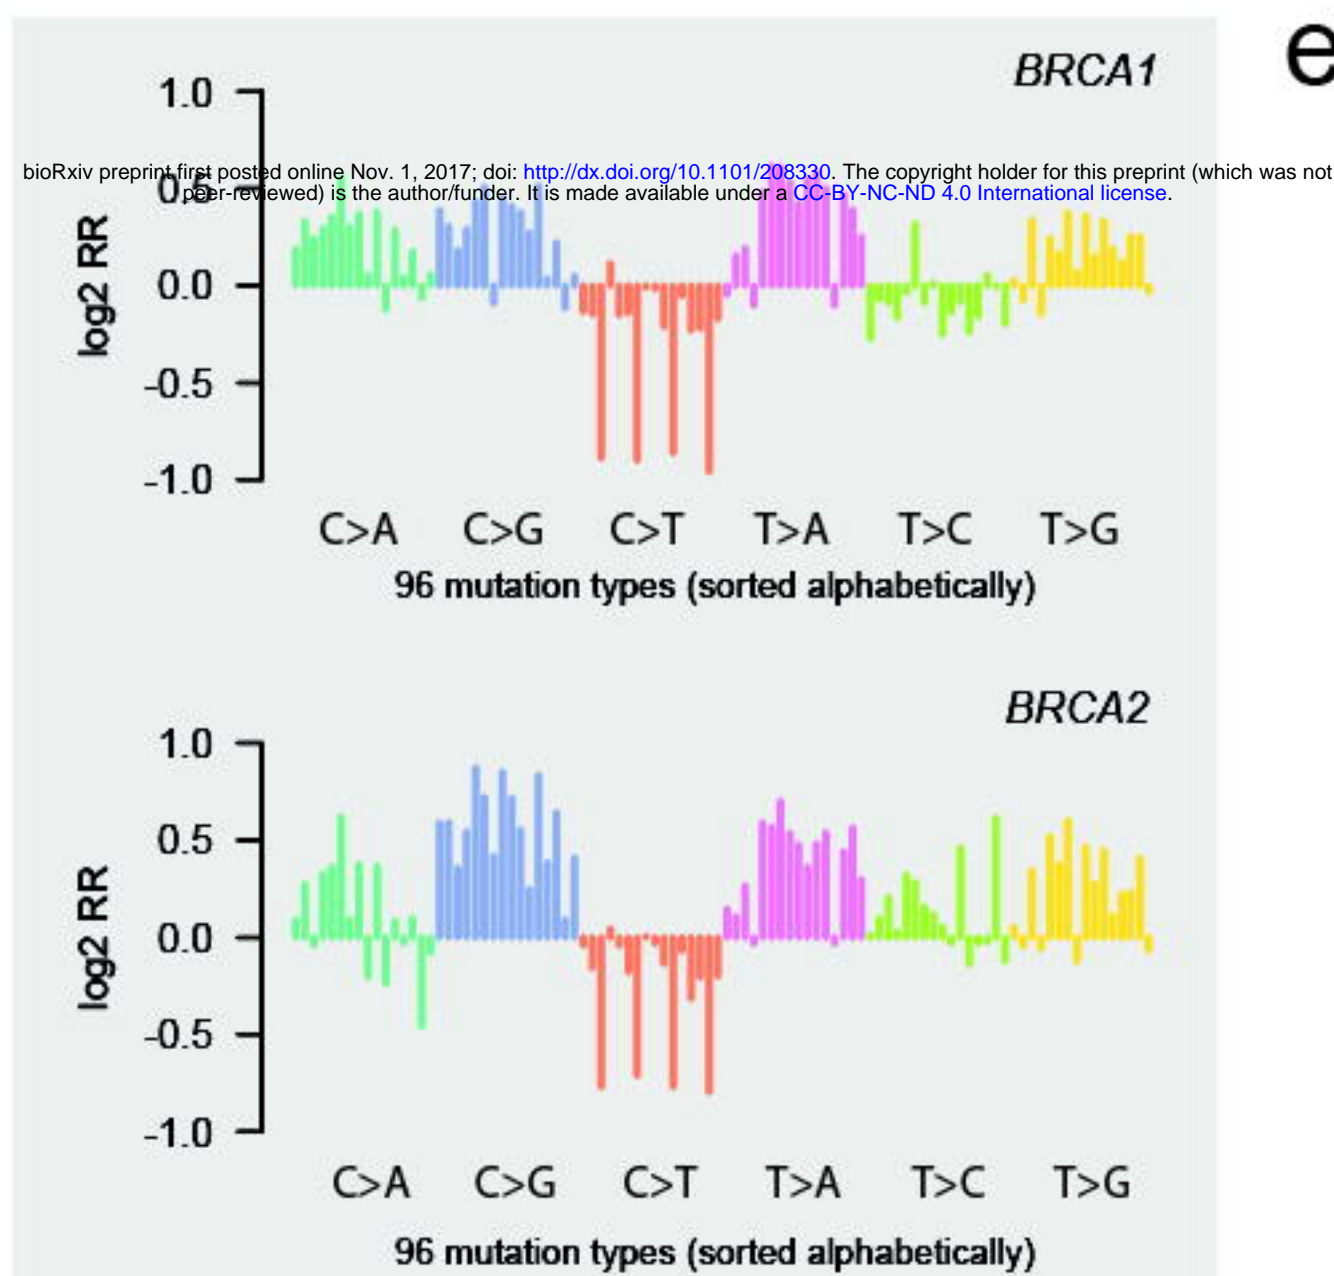 BRCA1
e
1.0
bioRxiv preprint first posted online Nov. 1, 2017; doi: http://dx.doi.org/10.1101/208330. The copyright holder for this preprint (which was not
0.5
peer-reviewed) is the author/funder. It is made available under a CC-BY-NC-ND 4.0 International license.
log2 RR
0.0
-0.5
-1.0
C>A C>G C>T T>A T>C T>G
96 mutation types (sorted alphabetically)
BRCA2
1.0
0.5
log2 RR
0.0
-0.5
-1.0
C>A C>G C>T T>A T>C T>G
96 mutation types (sorted alphabetically)